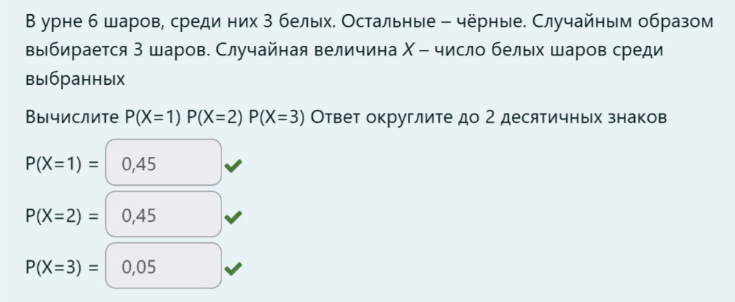 В урне 6 шаров, среди них 3 белых. Остальные – чёрные. Случайным образом
выбирается 3 шаров. Случайная величина X – число белых шаров среди
выбранных
Вычислите P(X=1) P(X=2) P(X=3) Ответ округлите до 2 десятичных знаков
P(X=1) = 0,45
P(X=2) = 0,45
P(X=3) = 0,05